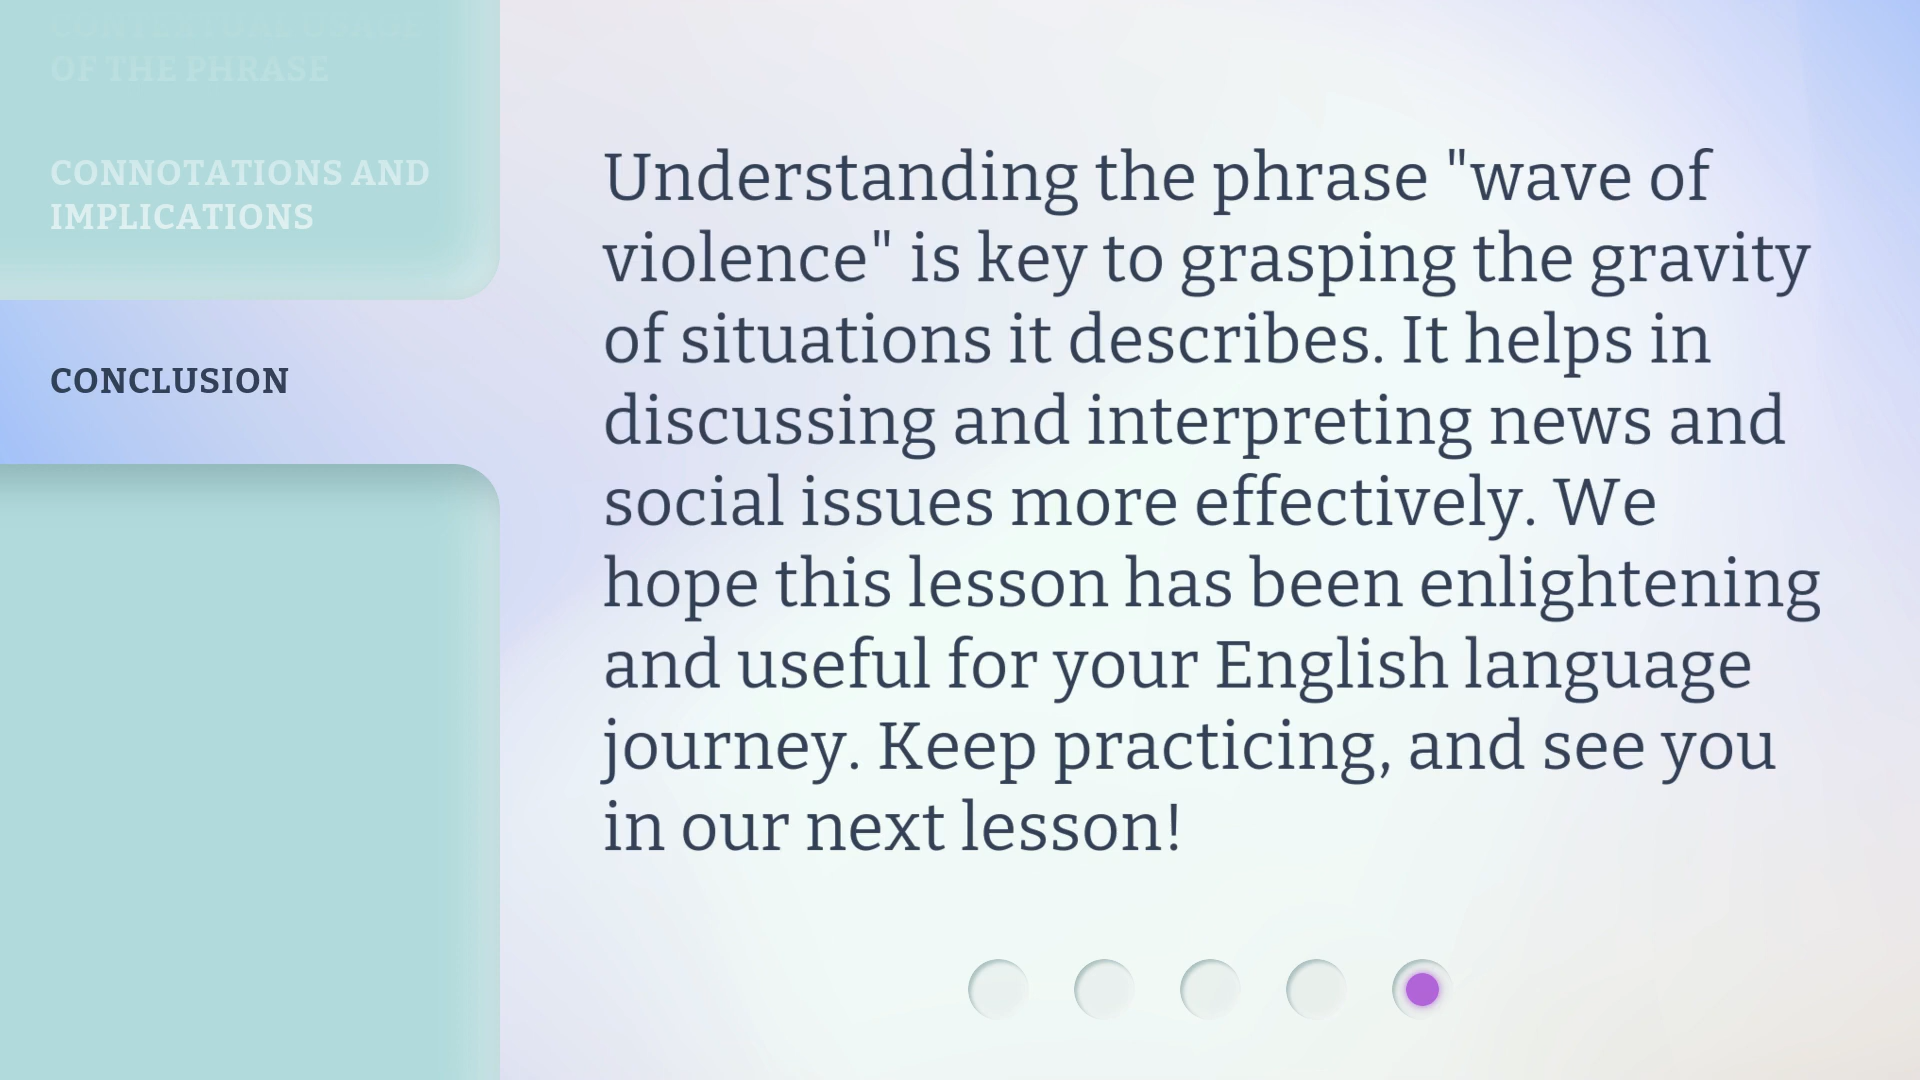 CONTEXTUAL USAGE
OF THE PHRASE
CONNOTATIONS AND
IMPLICATIONS
CONCLUSION
Understanding the phrase "wave of
violence" is key to grasping the gravity
of situations it describes. It helps in
discussing and interpreting news and
social issues more effectively. We
hope this lesson has been enlightening
and useful for your English language
journey. Keep practicing, and see you
in our next lesson!